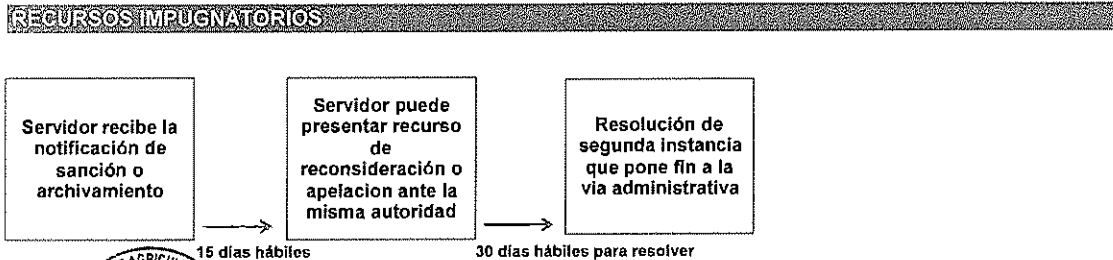 RECURSOS IMPUGNATORIOS
Servidor recibe la
notificación de
sanción o
archivamiento
15 días hábiles
Servidor puede
presentar recurso
de
reconsideración o
apelacion ante la
misma autoridad
30 días hábiles para resolver
Resolución de
segunda instancia
que pone fin a la
via administrativa